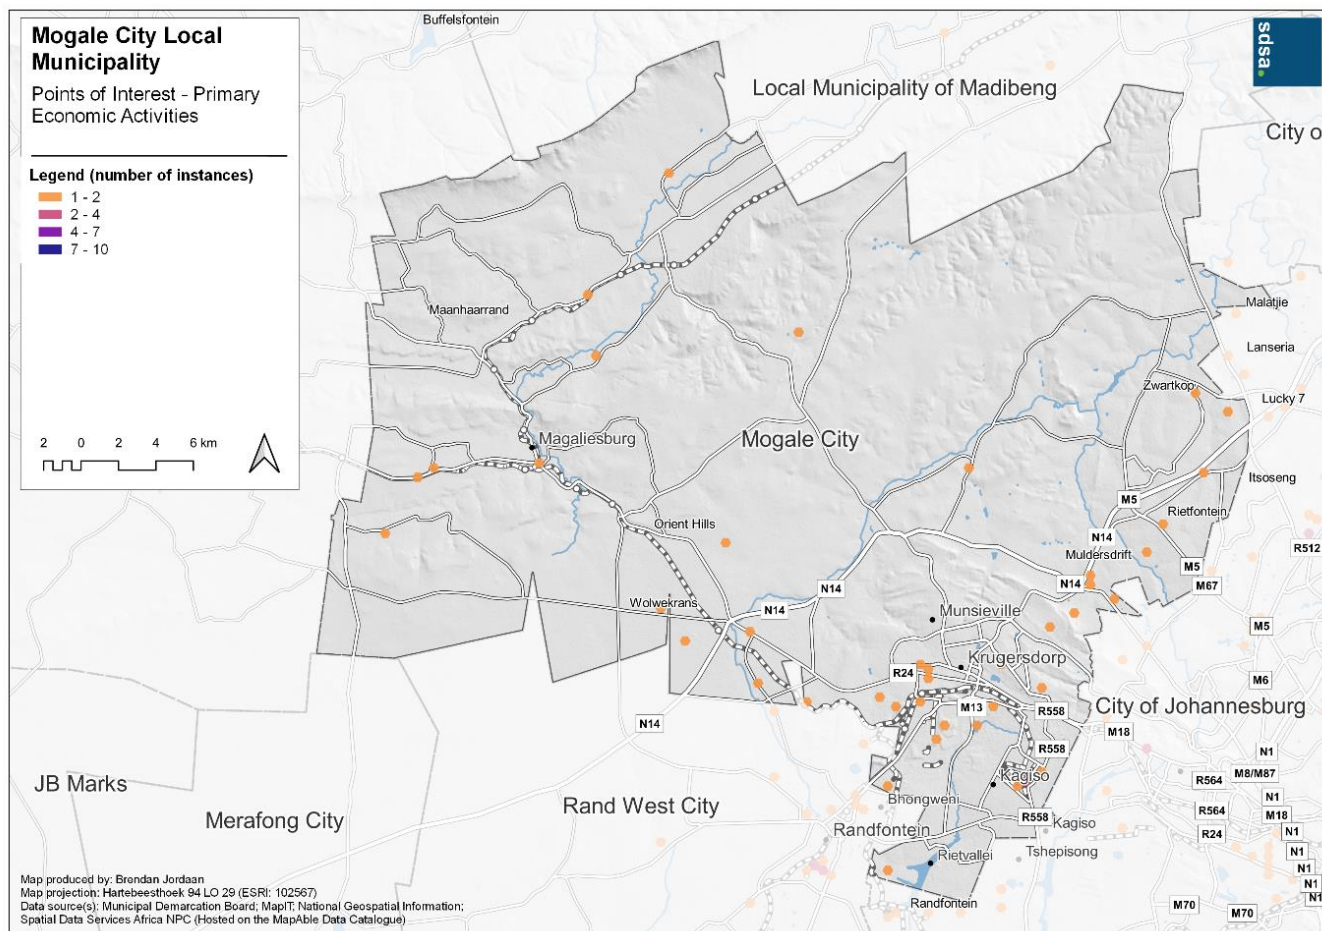 Mogale City Local
Municipality
Points of Interest - Primary
Economic Activities
Legend (number of instances)
1 - 2
2 - 4
4 - 7
7 - 10
2 0 2 4 6 km
sdsa.
Buffelsfontein
Local Municipality of Madibeng
City o
Malatjie
Maanhaarrand
Lanseria
Zwartkop
Lucky 7
Magaliesburg
Mogale City
Itsoseng
M5
Rietfontein
Orient Hills
N14
R512
Muldersdrift
M5
N14
M67
N14
Wolwekrans
N14
Munsieville
M5
Krugersdorp
R24
M6
M13
R558
City of Johannesburg
N14
M18
R558
N1
JB Marks
Kagiso
R564
M8/M87
Bhongweni
N1
Rand West City
R564
M18
Merafong City
R558
Kagiso
Randfontein
R24
N1
Tshepisong
N1
Rietvallei
N1
N1
Randfontein
N1
M70
M70
Map produced by: Brendan Jordaan
Map projection: Hartebeesthoek 94 LO 29 (ESRI: 102567)
Data source(s): Municipal Demarcation Board; MapIT; National Geospatial Information;
Spatial Data Services Africa NPC (Hosted on the MapAble Data Catalogue)